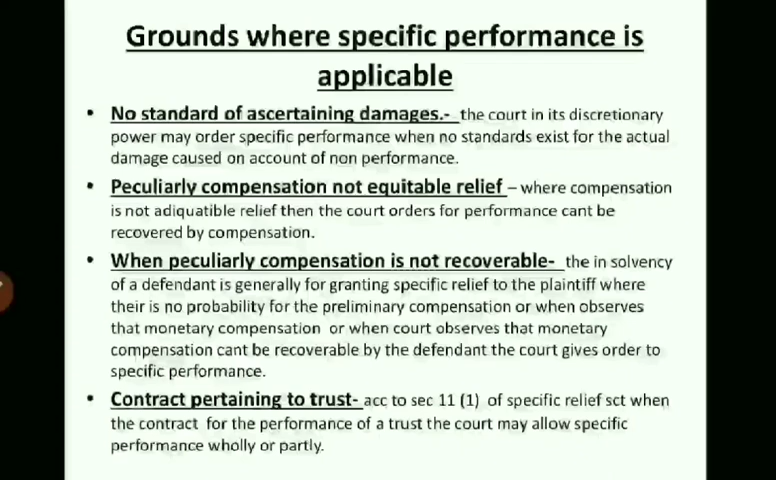 Grounds where specific performance is
applicable
• No standard of ascertaining damages.- the court in its discretionary
power may order specific performance when no standards exist for the actual
damage caused on account of non performance.
• Peculiarly compensation not equitable relief – where compensation
is not adiquatible relief then the court orders for performance cant be
recovered by compensation.
• When peculiarly compensation is not recoverable- the in solvency
of a defendant is generally for granting specific relief to the plaintiff where
their is no probability for the preliminary compensation or when observes
that monetary compensation or when court observes that monetary
compensation cant be recoverable by the defendant the court gives order to
specific performance.
• Contract pertaining to trust- acc to sec 11 (1) of specific relief sct when
the contract for the performance of a trust the court may allow specific
performance wholly or partly.